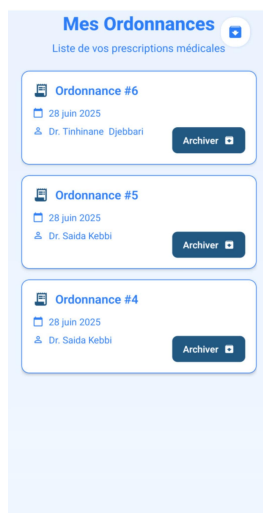 Mes Ordonnances
Liste de vos prescriptions médicales
Ordonnance #6
28 juin 2025
Dr. Tinhinane Djebbari
Archiver
Ordonnance #5
28 juin 2025
Dr. Saida Kebbi
Archiver
Ordonnance #4
28 juin 2025
Dr. Saida Kebbi
Archiver